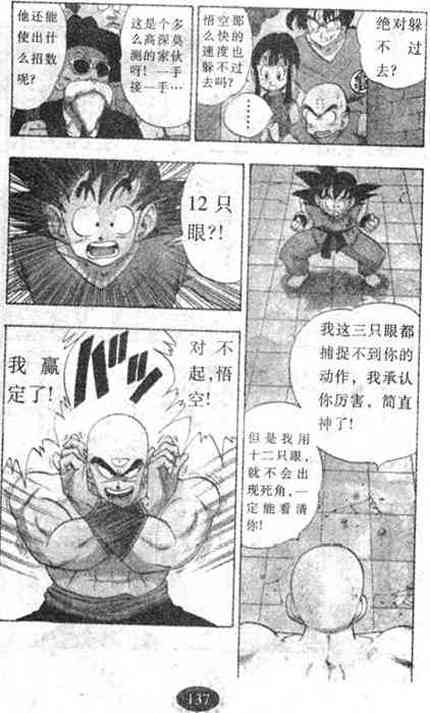 绝对躲
不过
去?
悟空那
么快的
速度也
躲不过
去吗?
……
这是个多
么高深莫
测的家伙
呀!一手
接一手…
他还能
使出什
么招数
呢?
我这三只眼都
捕捉不到你的
动作，我承认
你厉害，简直
神了!
但是我用
十二只眼，
就不会出
现死角，一
定能看清
你!
12只
眼?!
对不
起，悟
空!
バッ
我赢
定了!
137